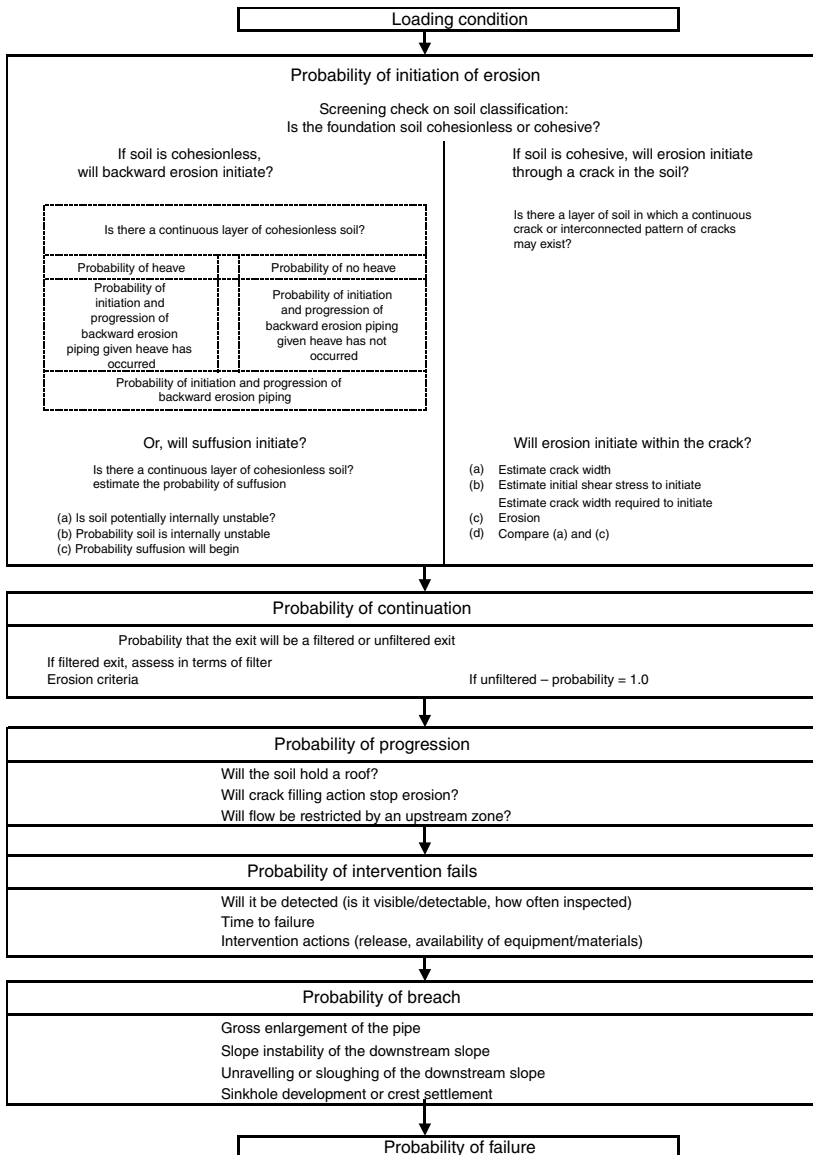 Loading condition
Probability of initiation of erosion
Screening check on soil classification:
Is the foundation soil cohesionless or cohesive?
If soil is cohesionless,
will backward erosion initiate?
Is there a continuous layer of cohesionless soil?
Probability of heave
Probability of no heave
Probability of
initiation and
progression of
backward erosion
piping given heave has
occurred
Probability of initiation
and progression of
backward erosion piping
given heave has not
occurred
Probability of initiation and progression of
backward erosion piping
Or, will suffusion initiate?
Is there a continuous layer of cohesionless soil?
estimate the probability of suffusion
(a) Is soil potentially internally unstable?
(b) Probability soil is internally unstable
(c) Probability suffusion will begin
If soil is cohesive, will erosion initiate
through a crack in the soil?
Is there a layer of soil in which a continuous
crack or interconnected pattern of cracks
may exist?
Will erosion initiate within the crack?
(a) Estimate crack width
(b) Estimate initial shear stress to initiate
Estimate crack width required to initiate
(c) Erosion
(d) Compare (a) and (c)
Probability of continuation
Probability that the exit will be a filtered or unfiltered exit
If filtered exit, assess in terms of filter
Erosion criteria
If unfiltered – probability = 1.0
Probability of progression
Will the soil hold a roof?
Will crack filling action stop erosion?
Will flow be restricted by an upstream zone?
Probability of intervention fails
Will it be detected (is it visible/detectable, how often inspected)
Time to failure
Intervention actions (release, availability of equipment/materials)
Probability of breach
Gross enlargement of the pipe
Slope instability of the downstream slope
Unravelling or sloughing of the downstream slope
Sinkhole development or crest settlement
Probability of failure